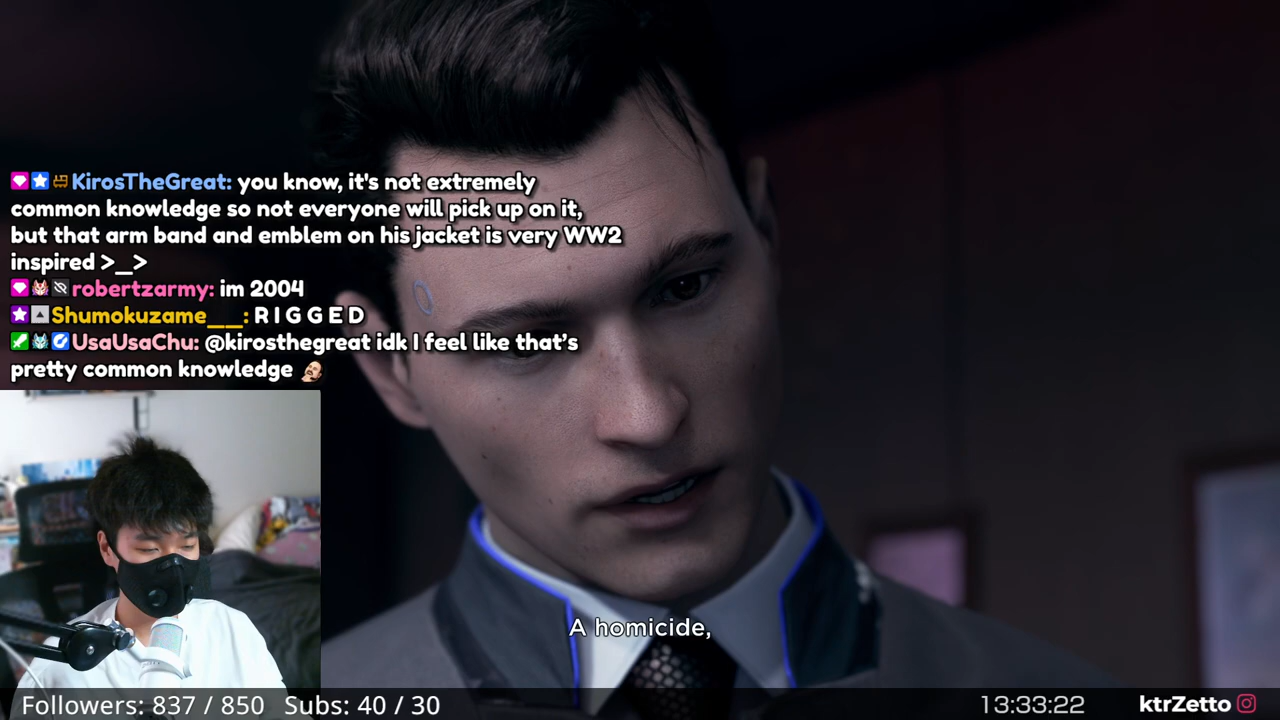 KirosTheGreat: you know, it's not extremely
common knowledge so not everyone will pick up on it,
but that arm band and emblem on his jacket is very WW2
inspired >_>
robertzarmy: im 2004
Shumokuzame__: R I G G E D
UsaUsaChu: @kirosthegreat idk I feel like that's
pretty common knowledge
A homicide,
Followers: 837 / 850 Subs: 40 / 30 13:33:22 ktrZetto